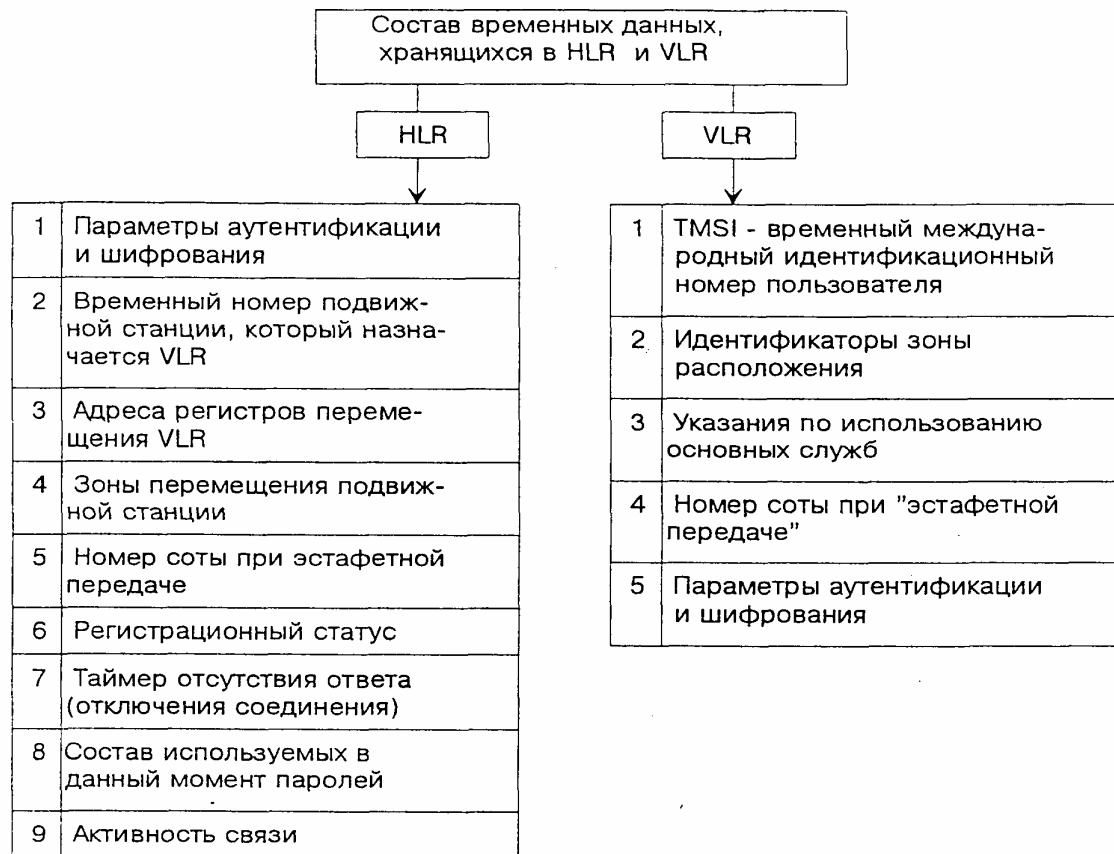 Состав временных данных,
хранящихся в HLR и VLR
HLR
VLR
1 Параметры аутентификации
и шифрования
2 Временный номер подвиж-
ной станции, который назна-
чается VLR
3 Адреса регистров переме-
щения VLR
4 Зоны перемещения подвиж-
ной станции
5 Номер соты при эстафетной
передаче
6 Регистрационный статус
7 Таймер отсутствия ответа
(отключения соединения)
8 Состав используемых в
данный момент паролей
9 Активность связи
1 TMSI - временный междуна-
родный идентификационный
номер пользователя
2 Идентификаторы зоны
расположения
3 Указания по использованию
основных служб
4 Номер соты при "эстафетной
передаче"
5 Параметры аутентификации
и шифрования